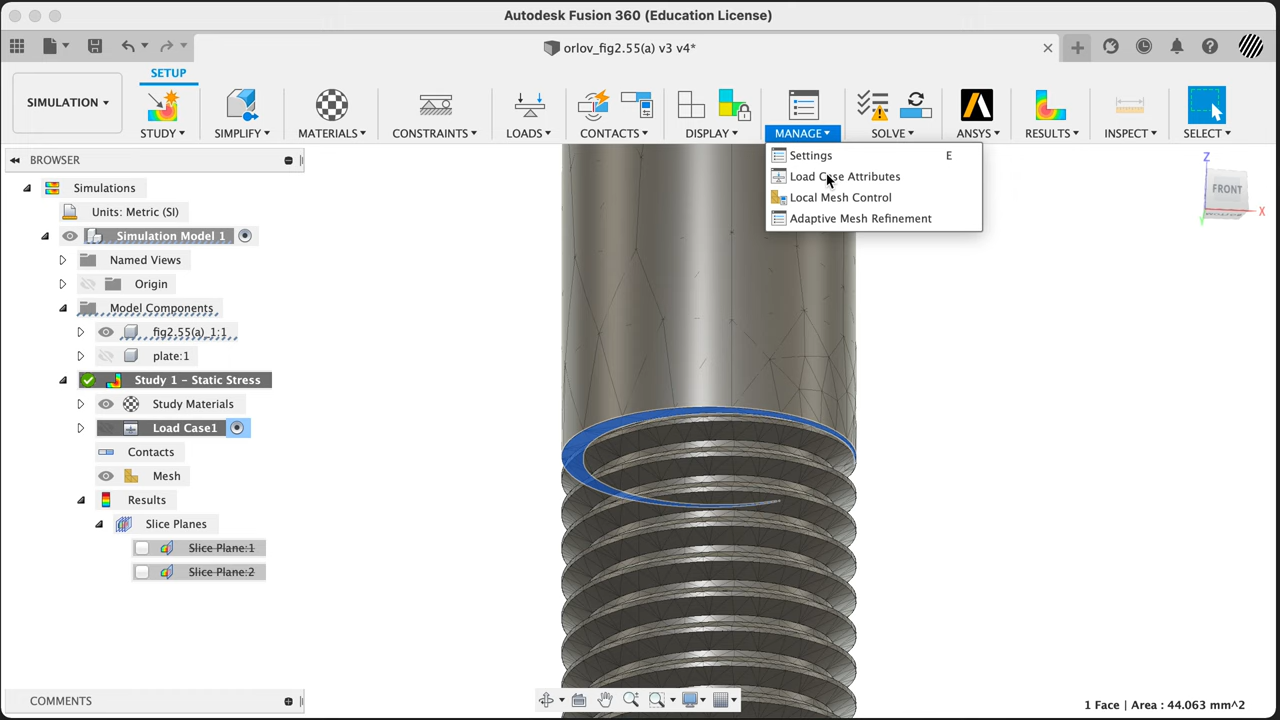 Autodesk Fusion 360 (Education License)
orlov_fig2.55(a) v3 v4*
SETUP
SIMULATION
STUDY
SIMPLIFY
MATERIALS
CONSTRAINTS
LOADS
CONTACTS
DISPLAY
MANAGE
SOLVE
ANSYS
RESULTS
INSPECT
SELECT
Settings E
Load Case Attributes
Local Mesh Control
Adaptive Mesh Refinement
BROWSER
Simulations
Units: Metric (SI)
Simulation Model 1
Named Views
Origin
Model Components
fig2.55(a)_1:1
plate:1
Study 1 - Static Stress
Study Materials
Load Case1
Contacts
Mesh
Results
Slice Planes
Slice Plane:1
Slice Plane:2
Z
FRONT
X
Y
COMMENTS
1 Face | Area : 44.063 mm^2